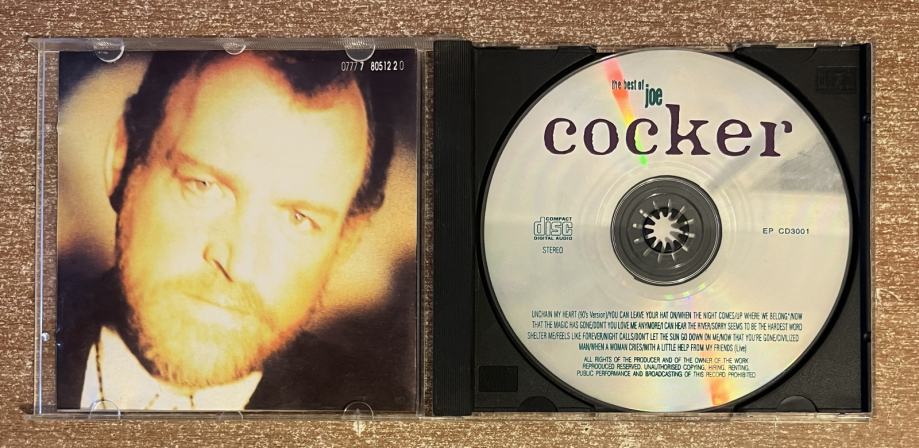 0777 7 80512 2 0
the best of
joe
cocker
COMPACT
disc
DIGITAL AUDIO
STEREO
EP CD3001
UNCHAIN MY HEART (90's Version)/YOU CAN LEAVE YOUR HAT ON/WHEN THE NIGHT COMES/UP WHERE WE BELONG*/NOW
THAT THE MAGIC HAS GONE/DON'T YOU LOVE ME ANYMORE/I CAN HEAR THE RIVER/SORRY SEEMS TO BE THE HARDEST WORD
SHELTER ME/FEELS LIKE FOREVER/NIGHT CALLS/DON'T LET THE SUN GO DOWN ON ME/NOW THAT YOU'RE GONE/CIVILIZED
MAN/WHEN A WOMAN CRIES/WITH A LITTLE HELP FROM MY FRIENDS (Live)
ALL RIGHTS OF THE PRODUCER AND OF THE OWNER OF THE WORK
REPRODUCED RESERVED. UNAUTHORISED COPYING, HIRING, RENTING,
PUBLIC PERFORMANCE AND BROADCASTING OF THIS RECORD PROHIBITED